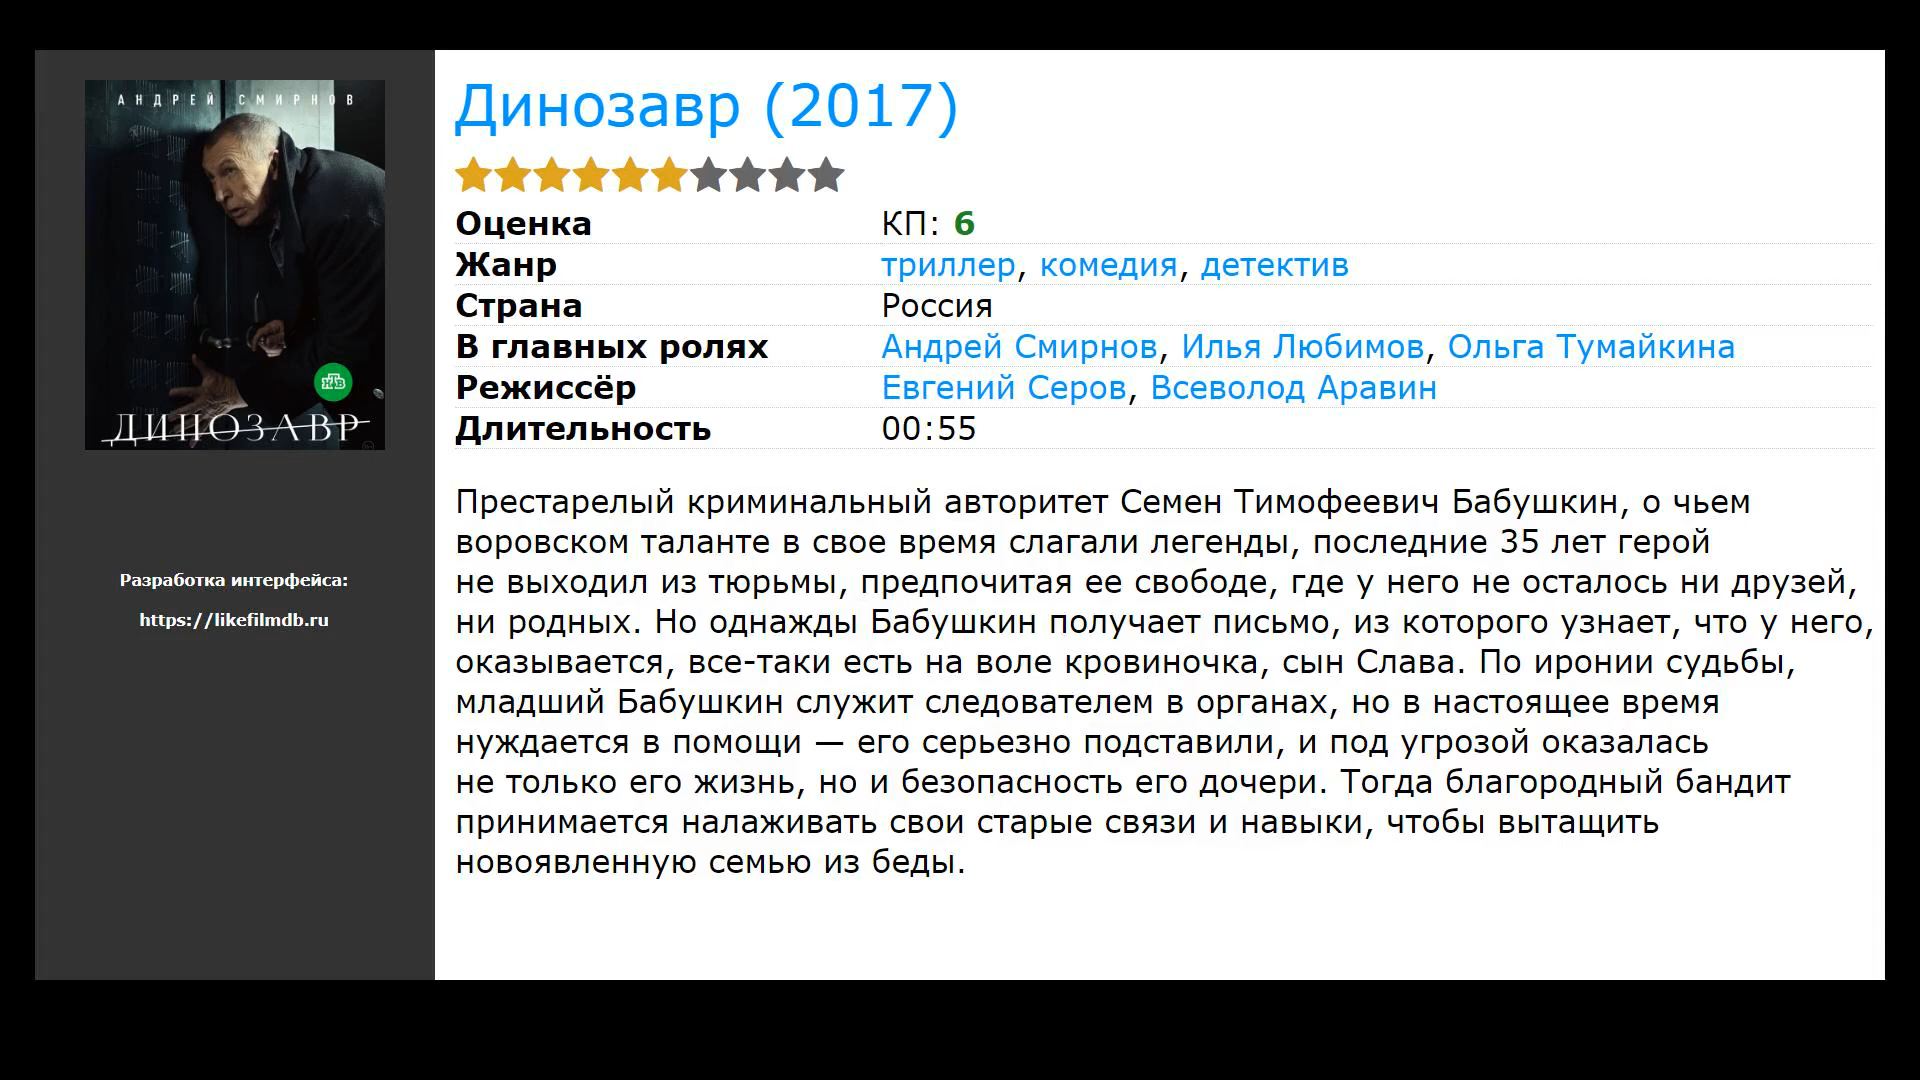 АНДРЕЙ СМИРНОВ
НТВ
ДИНОЗАВР
Разработка интерфейса:
https://likefilmdb.ru
Динозавр (2017)
Оценка КП: 6
Жанр триллер, комедия, детектив
Страна Россия
В главных ролях Андрей Смирнов, Илья Любимов, Ольга Тумайкина
Режиссёр Евгений Серов, Всеволод Аравин
Длительность 00:55
Престарелый криминальный авторитет Семен Тимофеевич Бабушкин, о чьем
воровском таланте в свое время слагали легенды, последние 35 лет герой
не выходил из тюрьмы, предпочитая ее свободе, где у него не осталось ни друзей,
ни родных. Но однажды Бабушкин получает письмо, из которого узнает, что у него,
оказывается, все-таки есть на воле кровиночка, сын Слава. По иронии судьбы,
младший Бабушкин служит следователем в органах, но в настоящее время
нуждается в помощи — его серьезно подставили, и под угрозой оказалась
не только его жизнь, но и безопасность его дочери. Тогда благородный бандит
принимается налаживать свои старые связи и навыки, чтобы вытащить
новоявленную семью из беды.